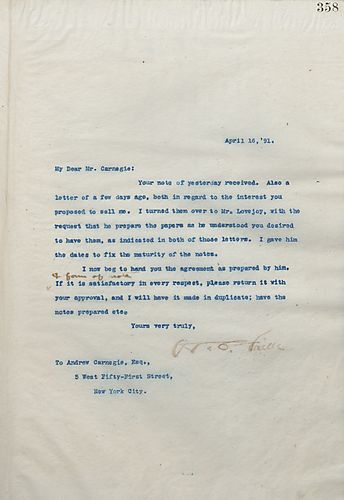 358
April 16, '91.
My Dear Mr. Carnegie:
Your note of yesterday received. Also a
letter of a few days ago, both in regard to the interest you
proposed to sell me. I turned them over to Mr. Lovejoy, with the
request that he prepare the papers as he understood you desired
to have them, as indicated in both of those letters. I gave him
the dates to fix the maturity of the notes.
I now beg to hand you the agreement as prepared by him.
& form of note
If it is satisfactory in every respect, please return it with
your approval, and I will have it made in duplicate; have the
notes prepared etc.
Yours very truly,
To Andrew Carnegie, Esq.,
5 West Fifty-First Street,
New York City.